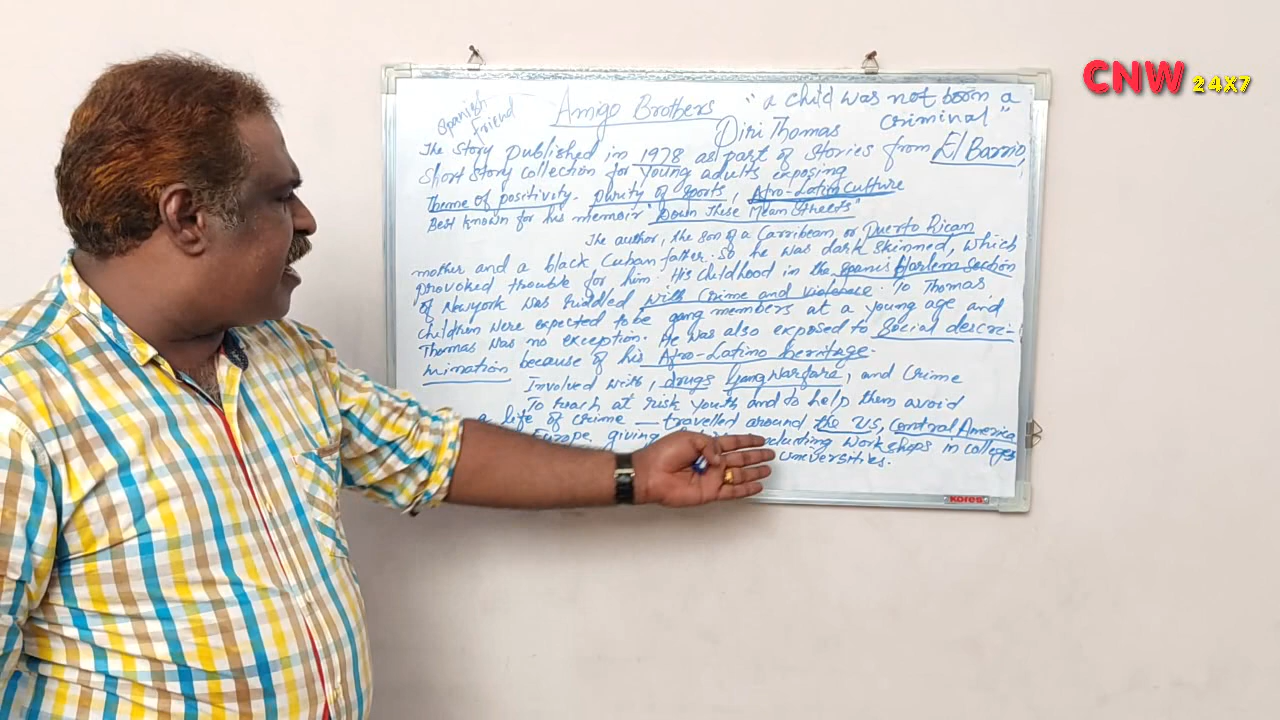 CNW 24X7
Spanish
friend
Amigo Brothers
"a child was not born a
criminal"
Piri Thomas
The story published in 1978 as part of stories from El Barrio,
short story collection for young adults exposing
Theme of positivity, purity of sports, Afro-Latin culture
Best known for his memoir "Down These Mean Streets"
The author, the son of a Carribean or Puerto Rican
mother and a black Cuban father. So he was dark skinned, which
provoked trouble for him. His childhood in the spanis Harlem section
of Newyork was riddled with crime and violence. To Thomas
children were expected to be gang members at a young age and
Thomas was no exception. He was also exposed to social descri-
mination because of his Afro-Latino heritage.
Involved with, drugs Gang warfare, and crime
To reach at risk youth and to help them avoid
a life of crime — travelled around the US, Central America
Europe giving including workshops in colleges
universities.
Kores